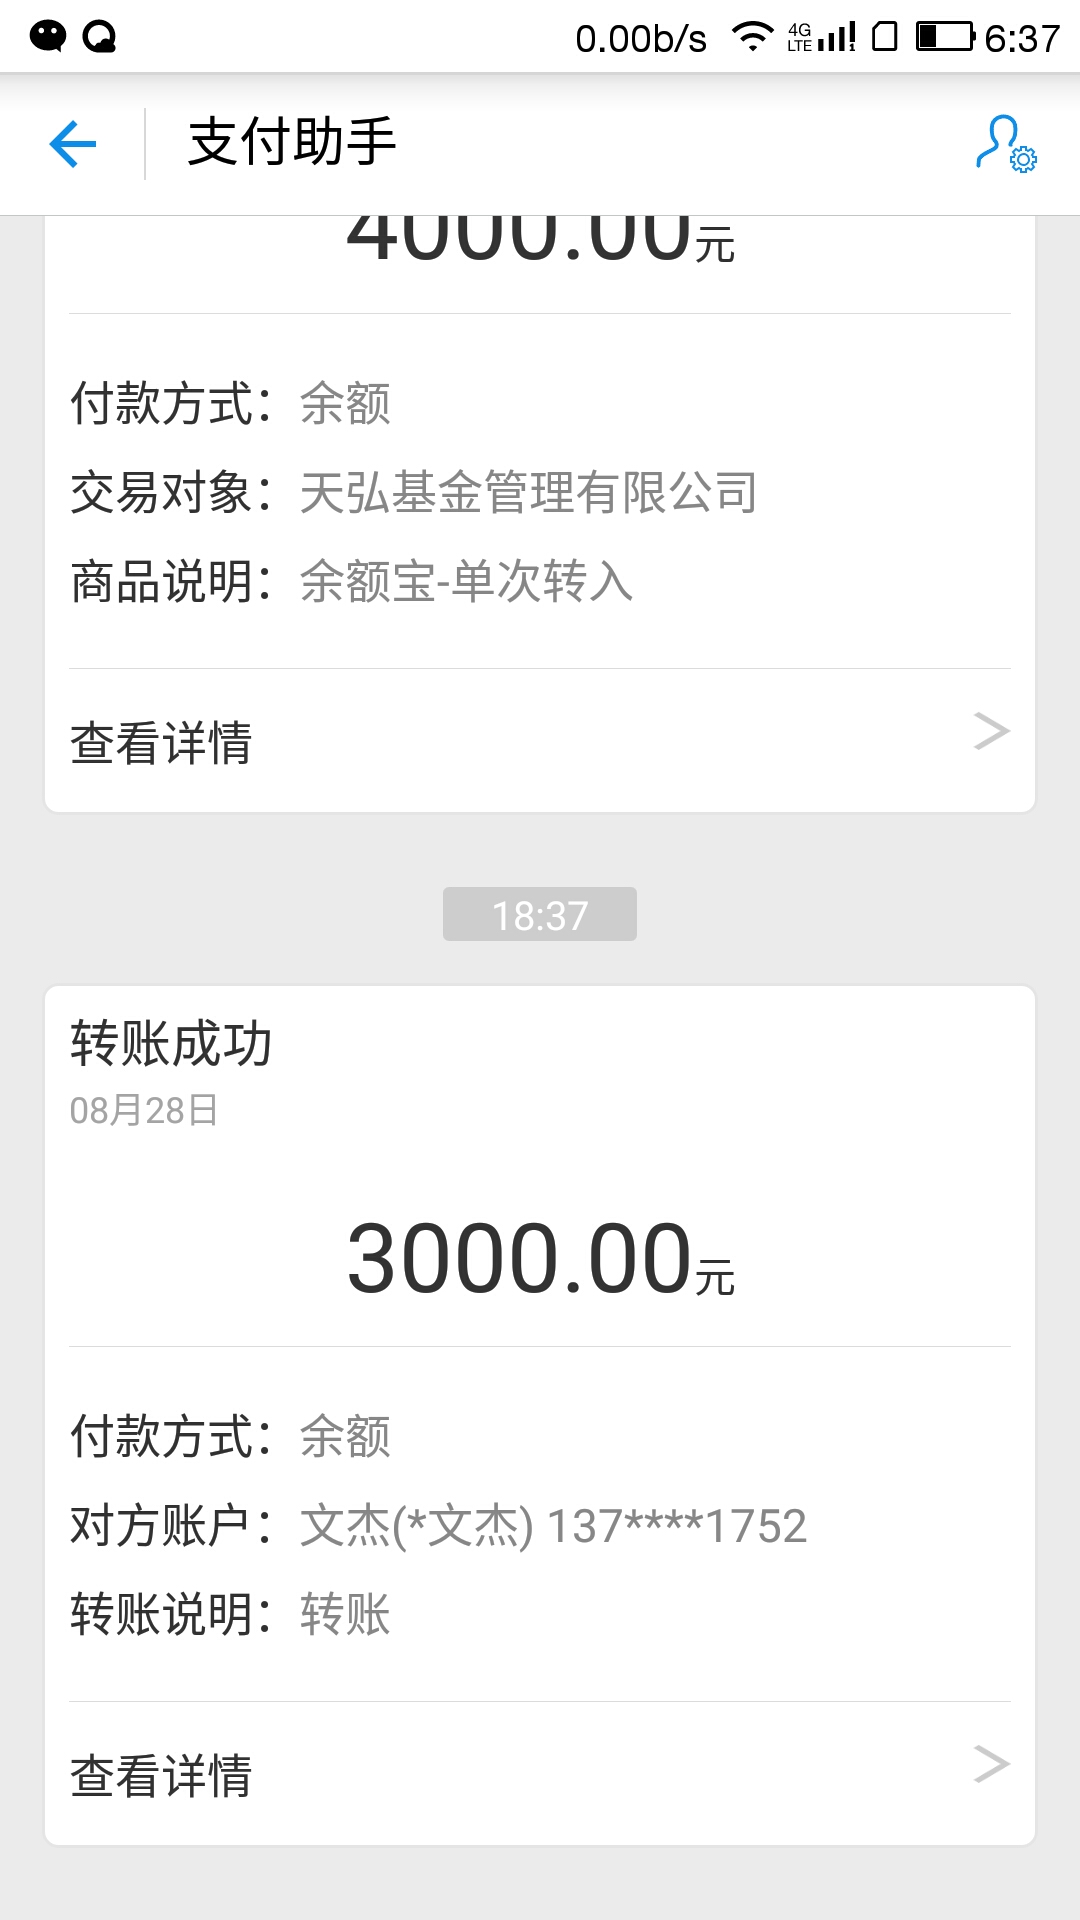 0.00b/s 4G LTE 6:37
支付助手
4000.00元
付款方式：余额
交易对象：天弘基金管理有限公司
商品说明：余额宝-单次转入
查看详情
18:37
转账成功
08月28日
3000.00元
付款方式：余额
对方账户：文杰(*文杰) 137****1752
转账说明：转账
查看详情